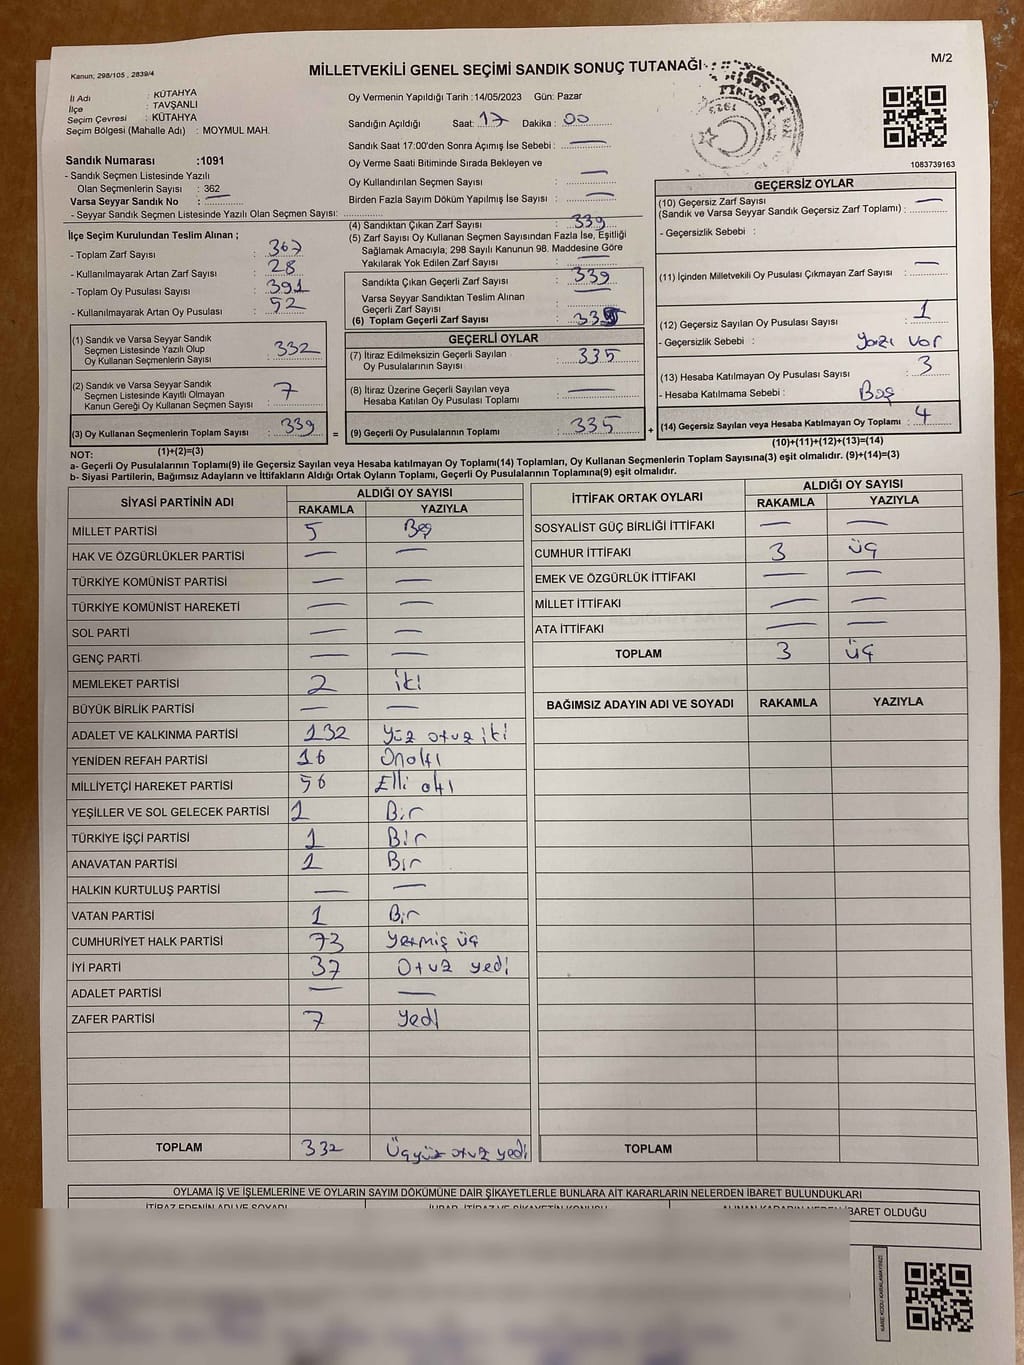 Kanun; 298/105 , 2839/4
MİLLETVEKİLİ GENEL SEÇİMİ SANDIK SONUÇ TUTANAĞI
M/2
İl Adı : KÜTAHYA
İlçe : TAVŞANLI
Seçim Çevresi : KÜTAHYA
Seçim Bölgesi (Mahalle Adı) : MOYMUL MAH.
Oy Vermenin Yapıldığı Tarih :14/05/2023 Gün: Pazar
Sandığın Açıldığı Saat: 17 Dakika : 00
Sandık Saat 17:00'den Sonra Açımış İse Sebebi : —
Oy Verme Saati Bitiminde Sırada Bekleyen ve
Oy Kullandırılan Seçmen Sayısı : —
Birden Fazla Sayım Döküm Yapılmış İse Sayısı : —
1083739163
Sandık Numarası :1091
- Sandık Seçmen Listesinde Yazılı
Olan Seçmenlerin Sayısı : 362
Varsa Seyyar Sandık No : —
- Seyyar Sandık Seçmen Listesinde Yazılı Olan Seçmen Sayısı:
İlçe Seçim Kurulundan Teslim Alınan ;
- Toplam Zarf Sayısı : 367
- Kullanılmayarak Artan Zarf Sayısı : 28
- Toplam Oy Pusulası Sayısı : 391
- Kullanılmayarak Artan Oy Pusulası : 52
(1) Sandık ve Varsa Seyyar Sandık
Seçmen Listesinde Yazılı Olup
Oy Kullanan Seçmenlerin Sayısı : 332
(2) Sandık ve Varsa Seyyar Sandık
Seçmen Listesinde Kayıtlı Olmayan
Kanun Gereği Oy Kullanan Seçmen Sayısı : 7
(3) Oy Kullanan Seçmenlerin Toplam Sayısı : 339 =
(4) Sandıktan Çıkan Zarf Sayısı : 339
(5) Zarf Sayısı Oy Kullanan Seçmen Sayısından Fazla İse, Eşitliği
Sağlamak Amacıyla; 298 Sayılı Kanunun 98. Maddesine Göre
Yakılarak Yok Edilen Zarf Sayısı : —
Sandıkta Çıkan Geçerli Zarf Sayısı : 339
Varsa Seyyar Sandıktan Teslim Alınan
Geçerli Zarf Sayısı : —
(6) Toplam Geçerli Zarf Sayısı :
GEÇERLİ OYLAR
(7) İtiraz Edilmeksizin Geçerli Sayılan
Oy Pusulalarının Sayısı : 335
(8) İtiraz Üzerine Geçerli Sayılan veya
Hesaba Katılan Oy Pusulası Toplamı : —
(9) Geçerli Oy Pusulalarının Toplamı : 335 +
GEÇERSİZ OYLAR
(10) Geçersiz Zarf Sayısı
(Sandık ve Varsa Seyyar Sandık Geçersiz Zarf Toplamı) : —
- Geçersizlik Sebebi :
(11) İçinden Milletvekili Oy Pusulası Çıkmayan Zarf Sayısı : —
(12) Geçersiz Sayılan Oy Pusulası Sayısı : 1
- Geçersizlik Sebebi : Yazı var
(13) Hesaba Katılmayan Oy Pusulası Sayısı : 3
- Hesaba Katılmama Sebebi : Boş
(14) Geçersiz Sayılan veya Hesaba Katılmayan Oy Toplamı : 4
NOT: (1)+(2)=(3) (10)+(11)+(12)+(13)=(14)
a- Geçerli Oy Pusulalarının Toplamı(9) ile Geçersiz Sayılan veya Hesaba katılmayan Oy Toplamı(14) Toplamları, Oy Kullanan Seçmenlerin Toplam Sayısına(3) eşit olmalıdır. (9)+(14)=(3)
b- Siyasi Partilerin, Bağımsız Adayların ve İttifakların Aldığı Ortak Oyların Toplamı, Geçerli Oy Pusulalarının Toplamına(9) eşit olmalıdır.
SİYASİ PARTİNİN ADI ALDIĞI OY SAYISI
RAKAMLA YAZIYLA
MİLLET PARTİSİ 5 Beş
HAK VE ÖZGÜRLÜKLER PARTİSİ — —
TÜRKİYE KOMÜNİST PARTİSİ — —
TÜRKİYE KOMÜNİST HAREKETİ — —
SOL PARTİ — —
GENÇ PARTİ — —
MEMLEKET PARTİSİ 2 iki
BÜYÜK BİRLİK PARTİSİ — —
ADALET VE KALKINMA PARTİSİ 132 Yüz otuz iki
YENİDEN REFAH PARTİSİ 16 Onaltı
MİLLİYETÇİ HAREKET PARTİSİ 56 Elli altı
YEŞİLLER VE SOL GELECEK PARTİSİ 1 Bir
TÜRKİYE İŞÇİ PARTİSİ 1 Bir
ANAVATAN PARTİSİ 1 Bir
HALKIN KURTULUŞ PARTİSİ — —
VATAN PARTİSİ 1 Bir
CUMHURİYET HALK PARTİSİ 73 Yetmiş üç
İYİ PARTİ 37 Otuz yedi
ADALET PARTİSİ — —
ZAFER PARTİSİ 7 Yedi
TOPLAM 332 Üçyüz otuz yedi
İTTİFAK ORTAK OYLARI ALDIĞI OY SAYISI
RAKAMLA YAZIYLA
SOSYALİST GÜÇ BİRLİĞİ İTTİFAKI — —
CUMHUR İTTİFAKI 3 üç
EMEK VE ÖZGÜRLÜK İTTİFAKI — —
MİLLET İTTİFAKI — —
ATA İTTİFAKI — —
TOPLAM 3 üç
BAĞIMSIZ ADAYIN ADI VE SOYADI RAKAMLA YAZIYLA
TOPLAM
OYLAMA İŞ VE İŞLEMLERİNE VE OYLARIN SAYIM DÖKÜMÜNE DAİR ŞİKAYETLERLE BUNLARA AİT KARARLARIN NELERDEN İBARET BULUNDUKLARI
İTİRAZ EDENİN ADI VE SOYADI İHBAR, İTİRAZ VE ŞİKAYETİN KONUSU ALINAN KARARIN NEDEN İBARET OLDUĞU